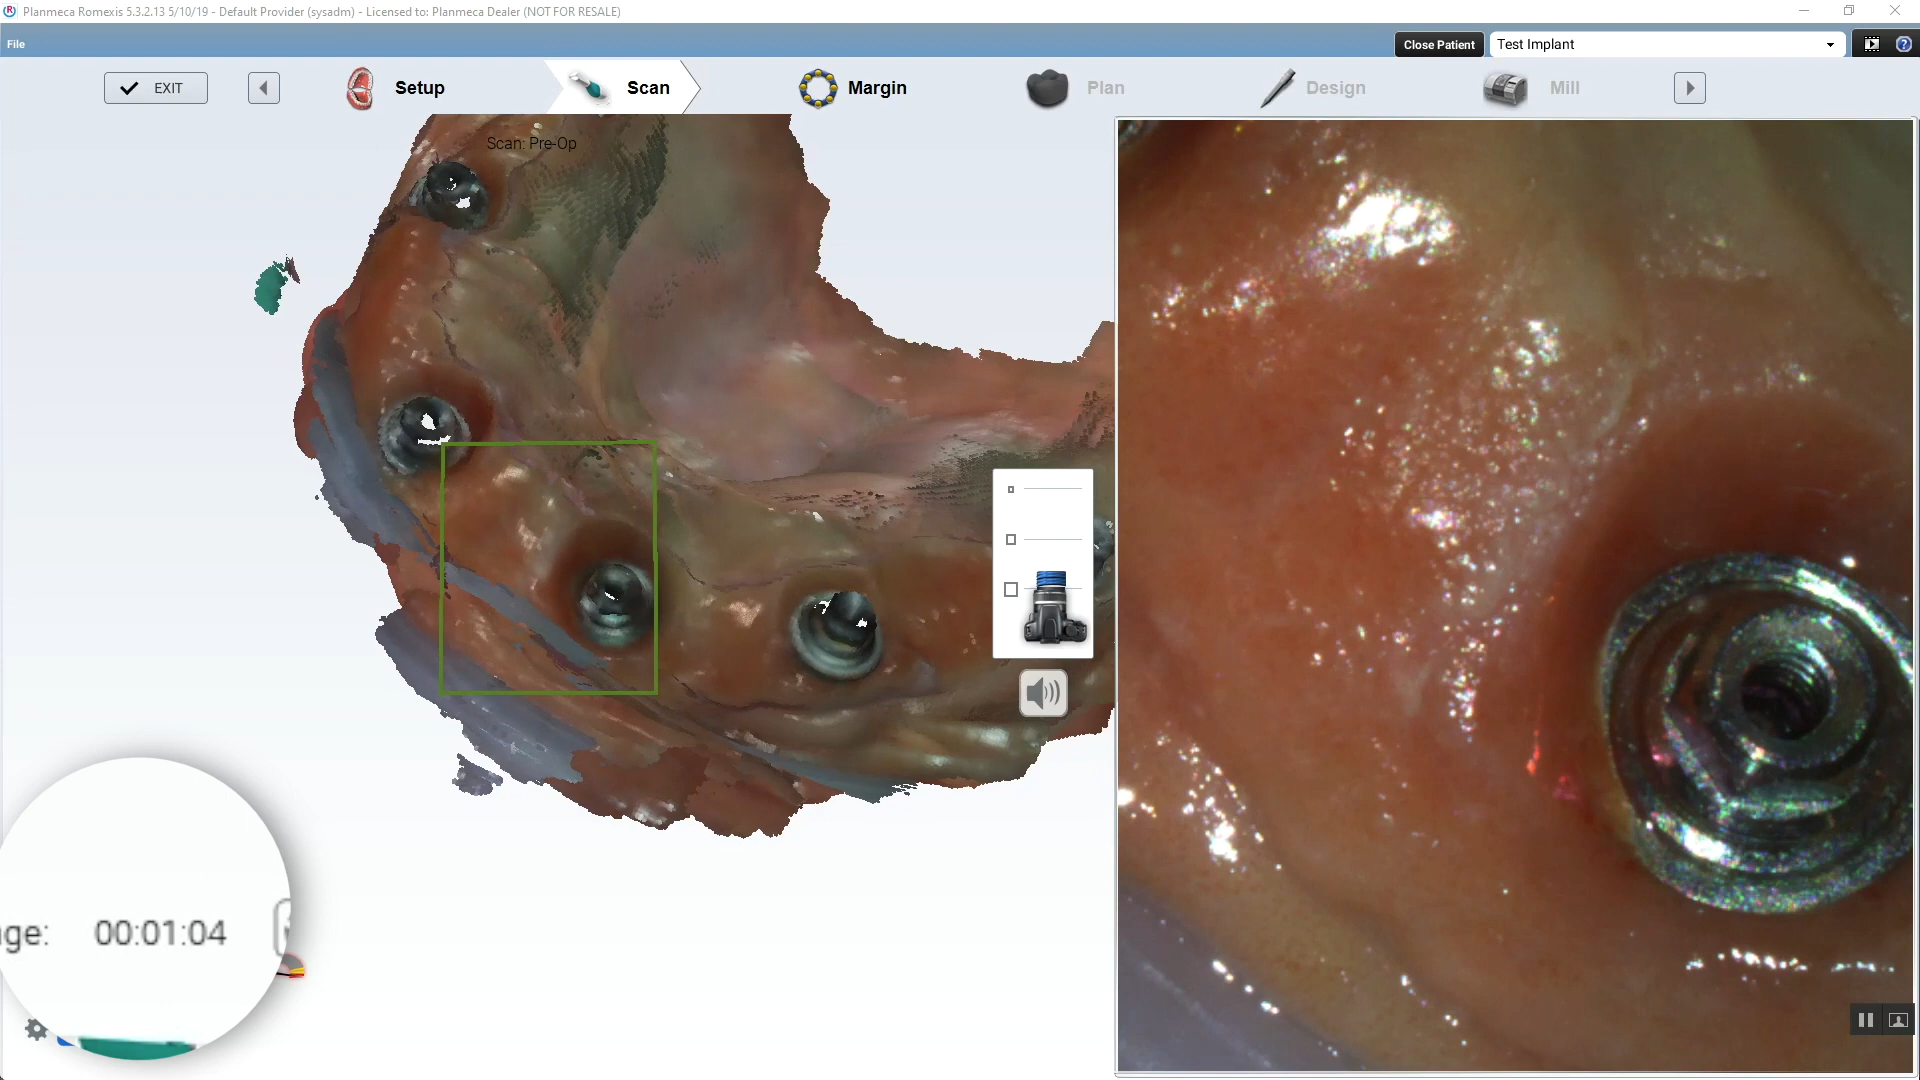 Planmeca Romexis 5.3.2.13 5/10/19 - Default Provider (sysadm) - Licensed to: Planmeca Dealer (NOT FOR RESALE)
File
Close Patient
Test Implant
EXIT
Setup
Scan
Margin
Plan
Design
Mill
Scan: Pre-Op
ge: 00:01:04